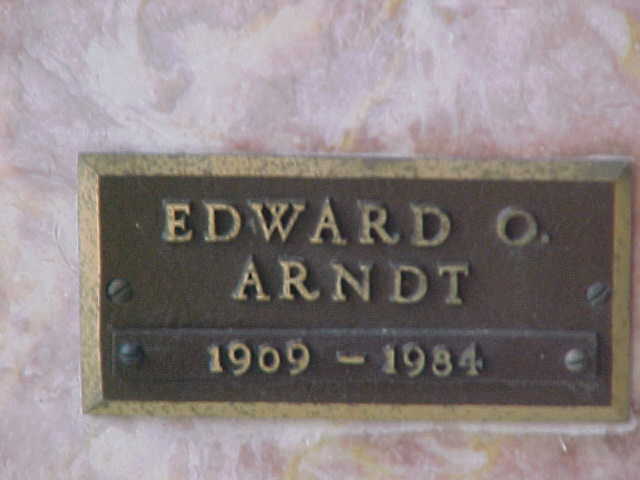 EDWARD O.
ARNDT
1909 – 1984